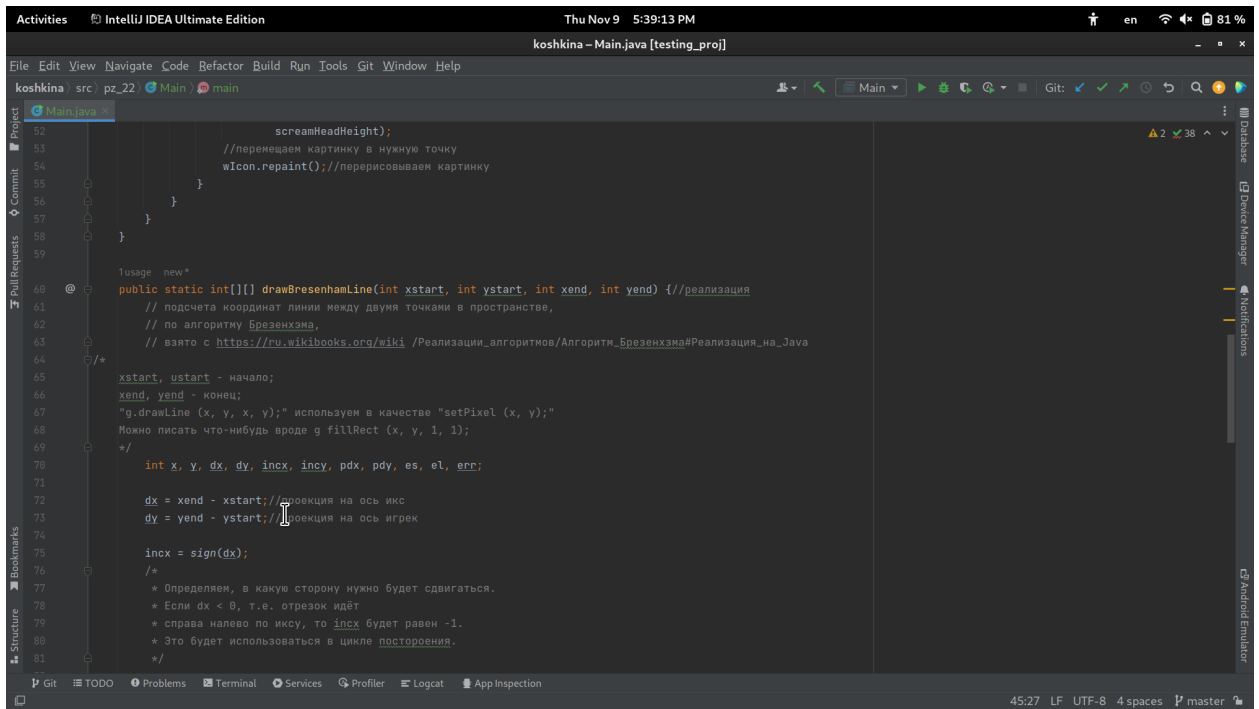 Activities IntelliJ IDEA Ultimate Edition Thu Nov 9 5:39:13 PM en 81 %
koshkina – Main.java [testing_proj]
File Edit View Navigate Code Refactor Build Run Tools Git Window Help
koshkina src pz_22 Main main Main Git:
Project
Main.java
52 screamHeadHeight); 2 38
53 //перемещаем картинку в нужную точку
54 wIcon.repaint();//перерисовываем картинку
55 }
56 }
57 }
58 }
59
1 usage new *
60 @ public static int[][] drawBresenhamLine(int xstart, int ystart, int xend, int yend) {//реализация
61 // подсчета координат линии между двумя точками в пространстве,
62 // по алгоритму Брезенхэма,
63 // взято с https://ru.wikibooks.org/wiki /Реализации_алгоритмов/Алгоритм_Брезенхэма#Реализация_на_Java
64 /*
65 xstart, ustart - начало;
66 xend, yend - конец;
67 "g.drawLine (x, y, x, y);" используем в качестве "setPixel (x, y);"
68 Можно писать что-нибудь вроде g fillRect (x, y, 1, 1);
69 */
70 int x, y, dx, dy, incx, incy, pdx, pdy, es, el, err;
71
72 dx = xend - xstart;//проекция на ось икс
73 dy = yend - ystart;//проекция на ось игрек
74
75 incx = sign(dx);
76 /*
77 * Определяем, в какую сторону нужно будет сдвигаться.
78 * Если dx < 0, т.е. отрезок идёт
79 * справа налево по иксу, то incx будет равен -1.
80 * Это будет использоваться в цикле постороения.
81 */
Commit
Pull Requests
Bookmarks
Structure
Database
Device Manager
Notifications
Android Emulator
Git TODO Problems Terminal Services Profiler Logcat App Inspection
45:27 LF UTF-8 4 spaces master